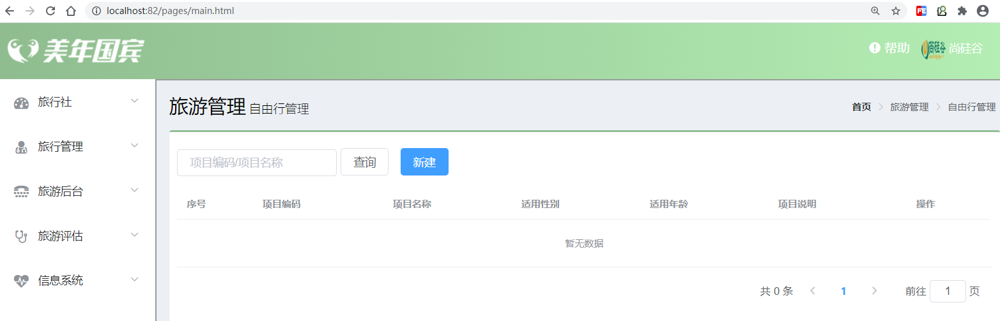 localhost:82/pages/main.html
美年国宾
帮助 尚硅谷 尚硅谷
旅行社
旅行管理
旅游后台
旅游评估
信息系统
旅游管理 自由行管理
首页 旅游管理 自由行管理
项目编码/项目名称 查询 新建
序号 项目编码 项目名称 适用性别 适用年龄 项目说明 操作
暂无数据
共 0 条 1 前往 1 页